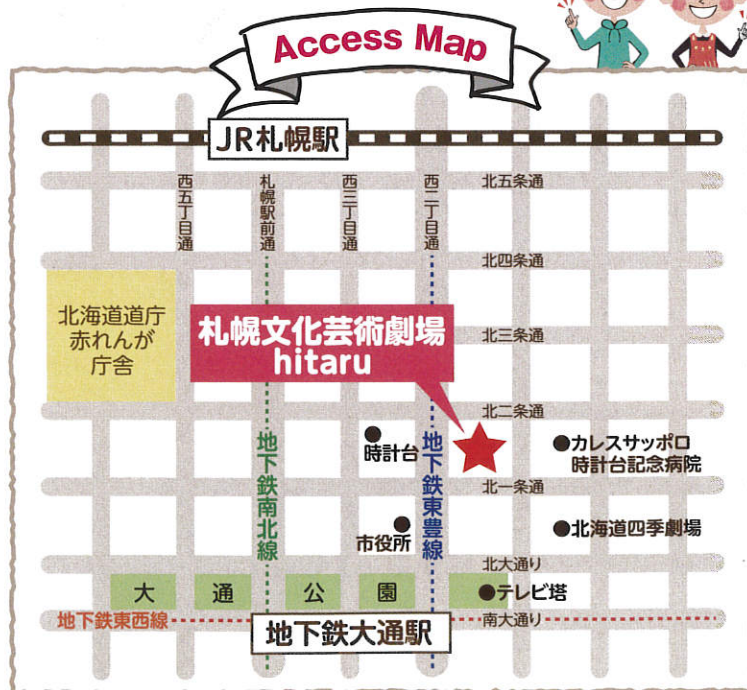 Access Map
JR札幌駅
西五丁目通
札幌駅前通
西三丁目通
西二丁目通
北五条通
北四条通
北海道道庁
赤れんが
庁舎
札幌文化芸術劇場
hitaru
北三条通
北二条通
地下鉄南北線
時計台
地下鉄東豊線
カレスサッポロ
時計台記念病院
北一条通
市役所
北海道四季劇場
北大通り
大通公園
テレビ塔
地下鉄東西線
地下鉄大通駅
南大通り